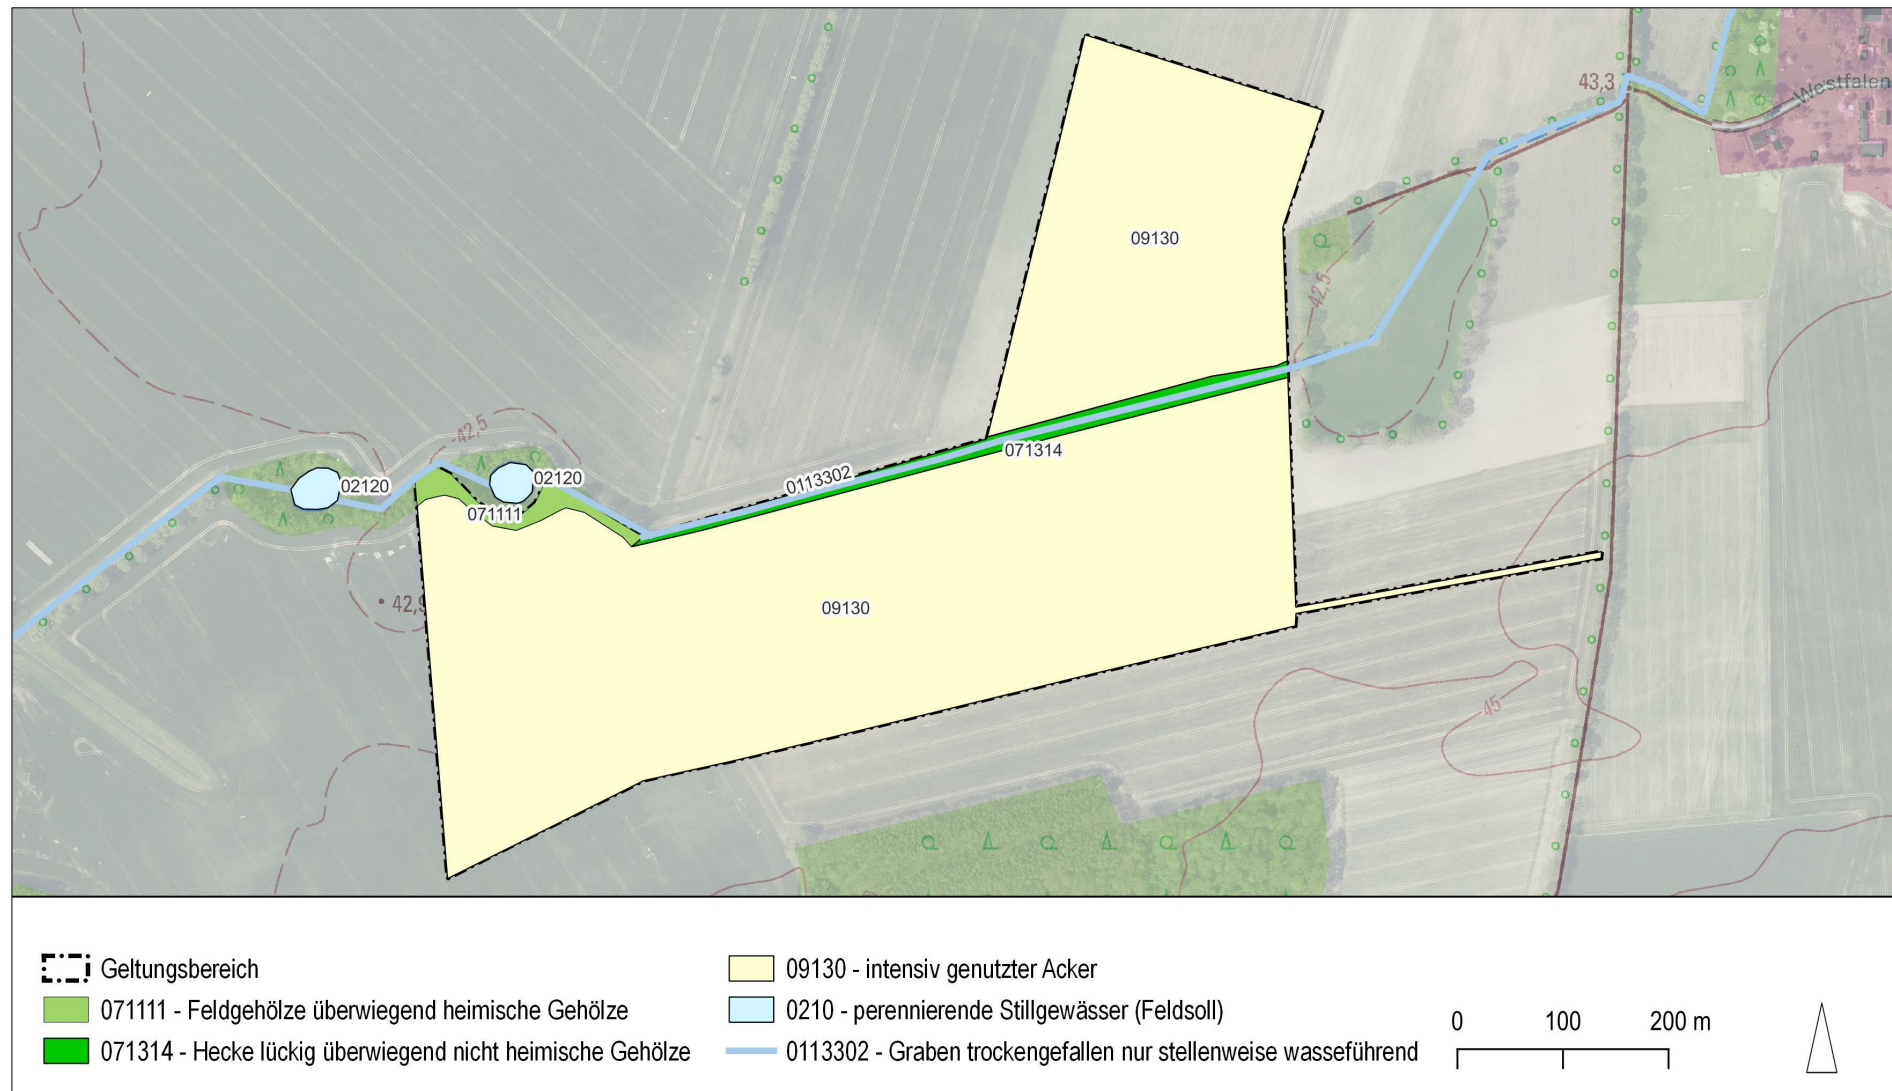 43,3
Westfalen
09130
42,5
42,5
071314
02120
02120
0113302
071111
42,9
09130
45
Geltungsbereich
071111 - Feldgehölze überwiegend heimische Gehölze
071314 - Hecke lückig überwiegend nicht heimische Gehölze
09130 - intensiv genutzter Acker
0210 - perennierende Stillgewässer (Feldsoll)
0113302 - Graben trockengefallen nur stellenweise wasseführend
0 100 200 m